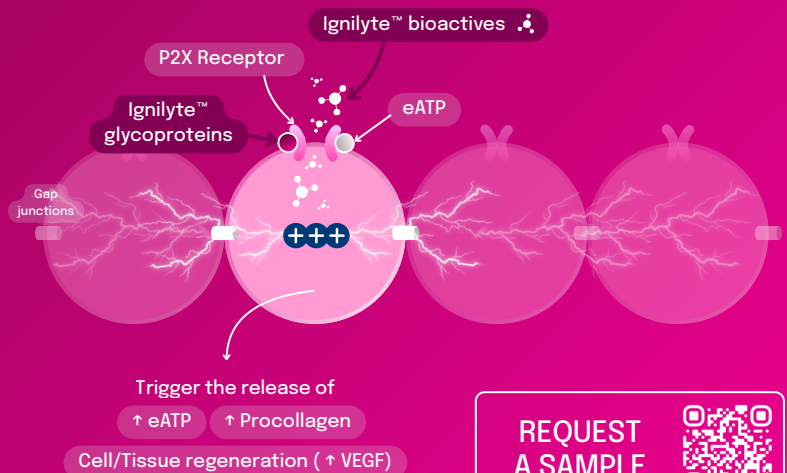 Ignilyte™ bioactives
P2X Receptor
Ignilyte™
glycoproteins
eATP
Gap
junctions
+++
Trigger the release of
↑ eATP ↑ Procollagen
Cell/Tissue regeneration ( ↑ VEGF)
REQUEST
A SAMPLE